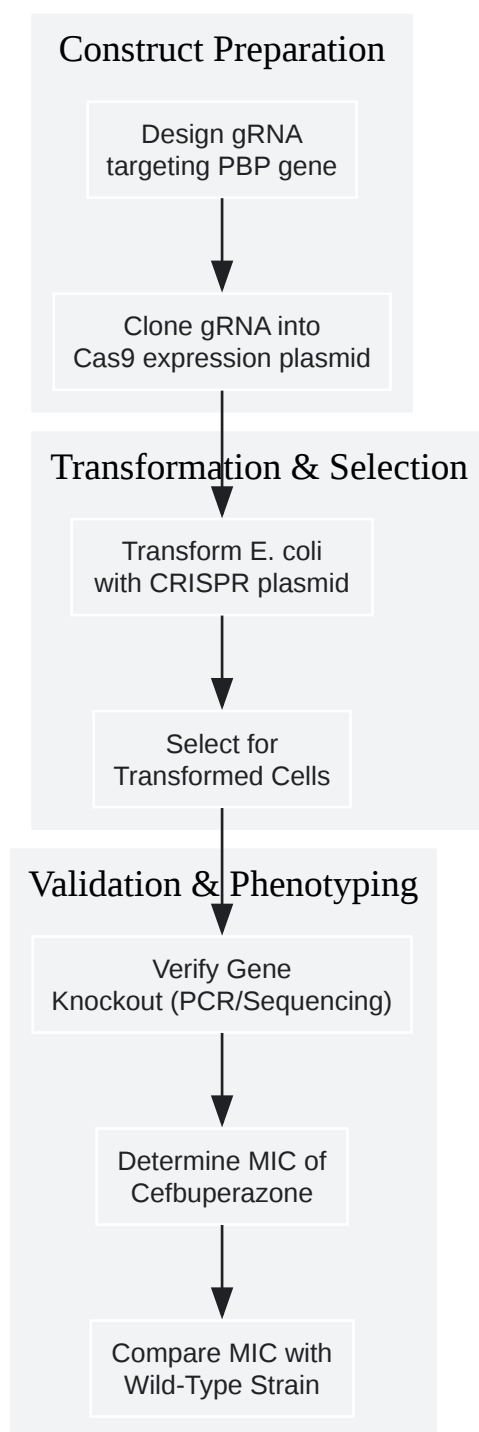 Construct Preparation
Design gRNA
targeting PBP gene
Clone gRNA into
Cas9 expression plasmid
Transformation & Selection
Transform E. coli
with CRISPR plasmid
Select for
Transformed Cells
Validation & Phenotyping
Verify Gene
Knockout (PCR/Sequencing)
Determine MIC of
Cefbuperazone
Compare MIC with
Wild-Type Strain